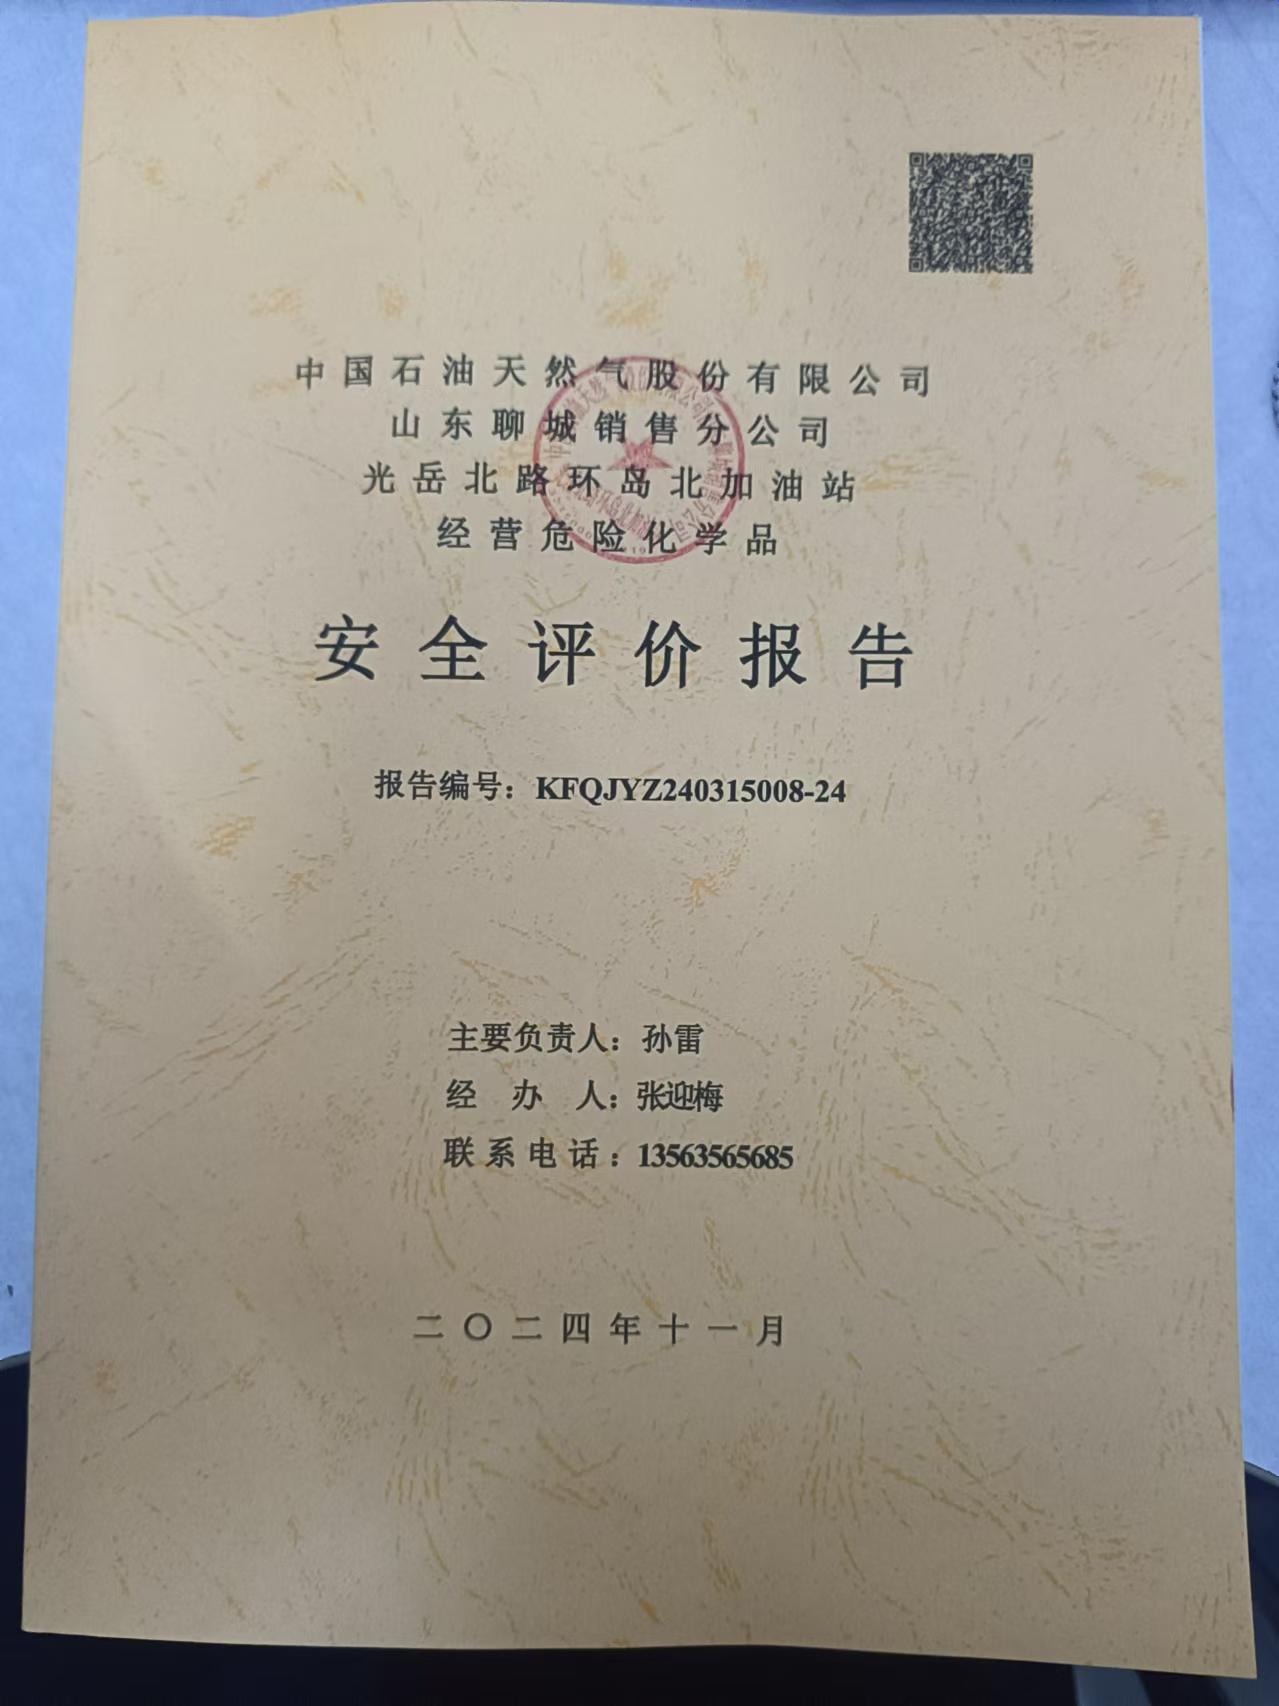 中国石油天然气股份有限公司
山东聊城销售分公司
光岳北路环岛北加油站
经营危险化学品
安全评价报告
报告编号：KFQJYZ240315008-24
主要负责人：孙雷
经办人：张迎梅
联系电话：13563565685
二〇二四年十一月